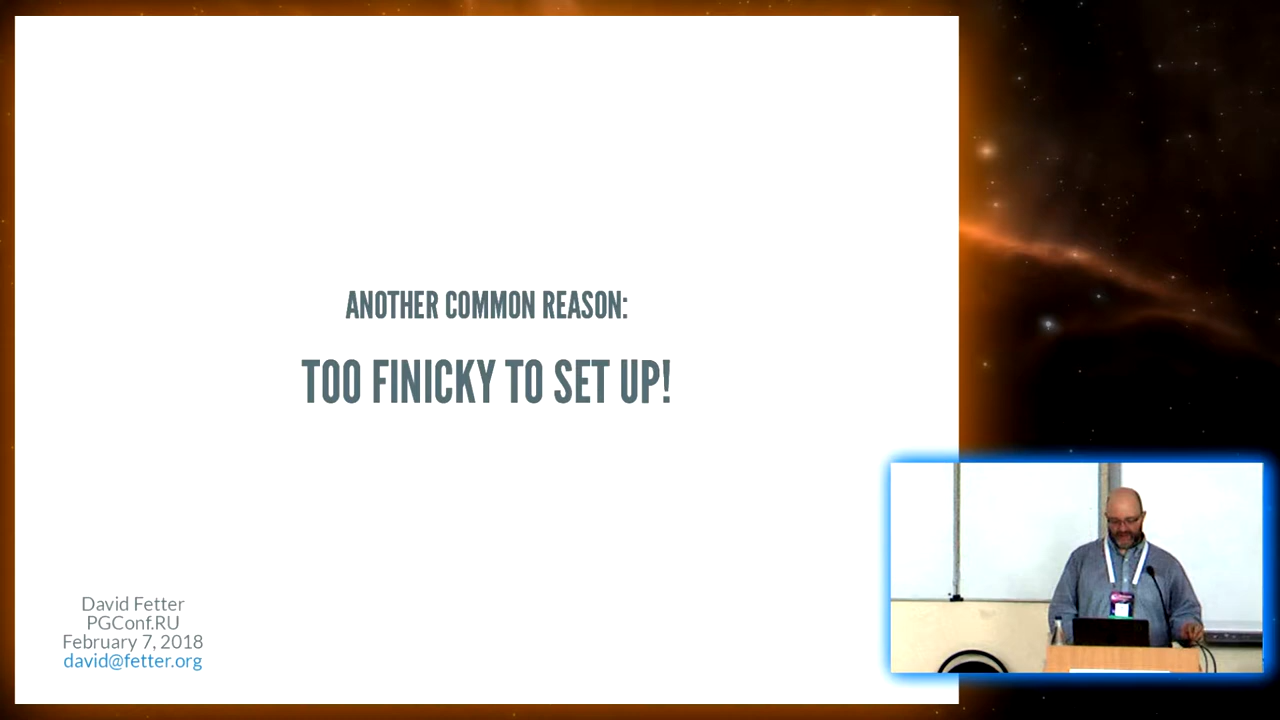 ANOTHER COMMON REASON:
TOO FINICKY TO SET UP!
David Fetter
PGConf.RU
February 7, 2018
david@fetter.org